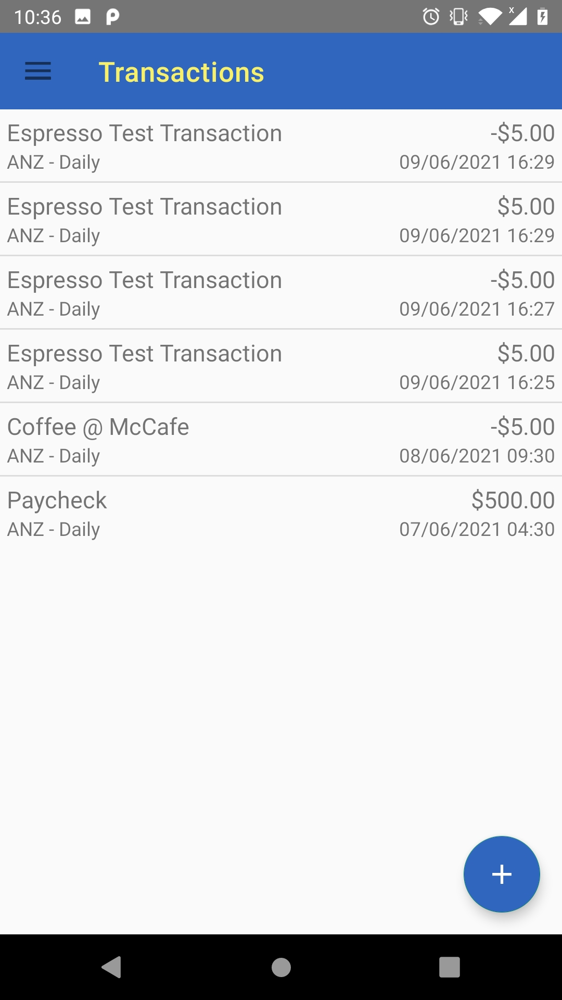 10:36
Transactions
Espresso Test Transaction -$5.00
ANZ - Daily 09/06/2021 16:29
Espresso Test Transaction $5.00
ANZ - Daily 09/06/2021 16:29
Espresso Test Transaction -$5.00
ANZ - Daily 09/06/2021 16:27
Espresso Test Transaction $5.00
ANZ - Daily 09/06/2021 16:25
Coffee @ McCafe -$5.00
ANZ - Daily 08/06/2021 09:30
Paycheck $500.00
ANZ - Daily 07/06/2021 04:30